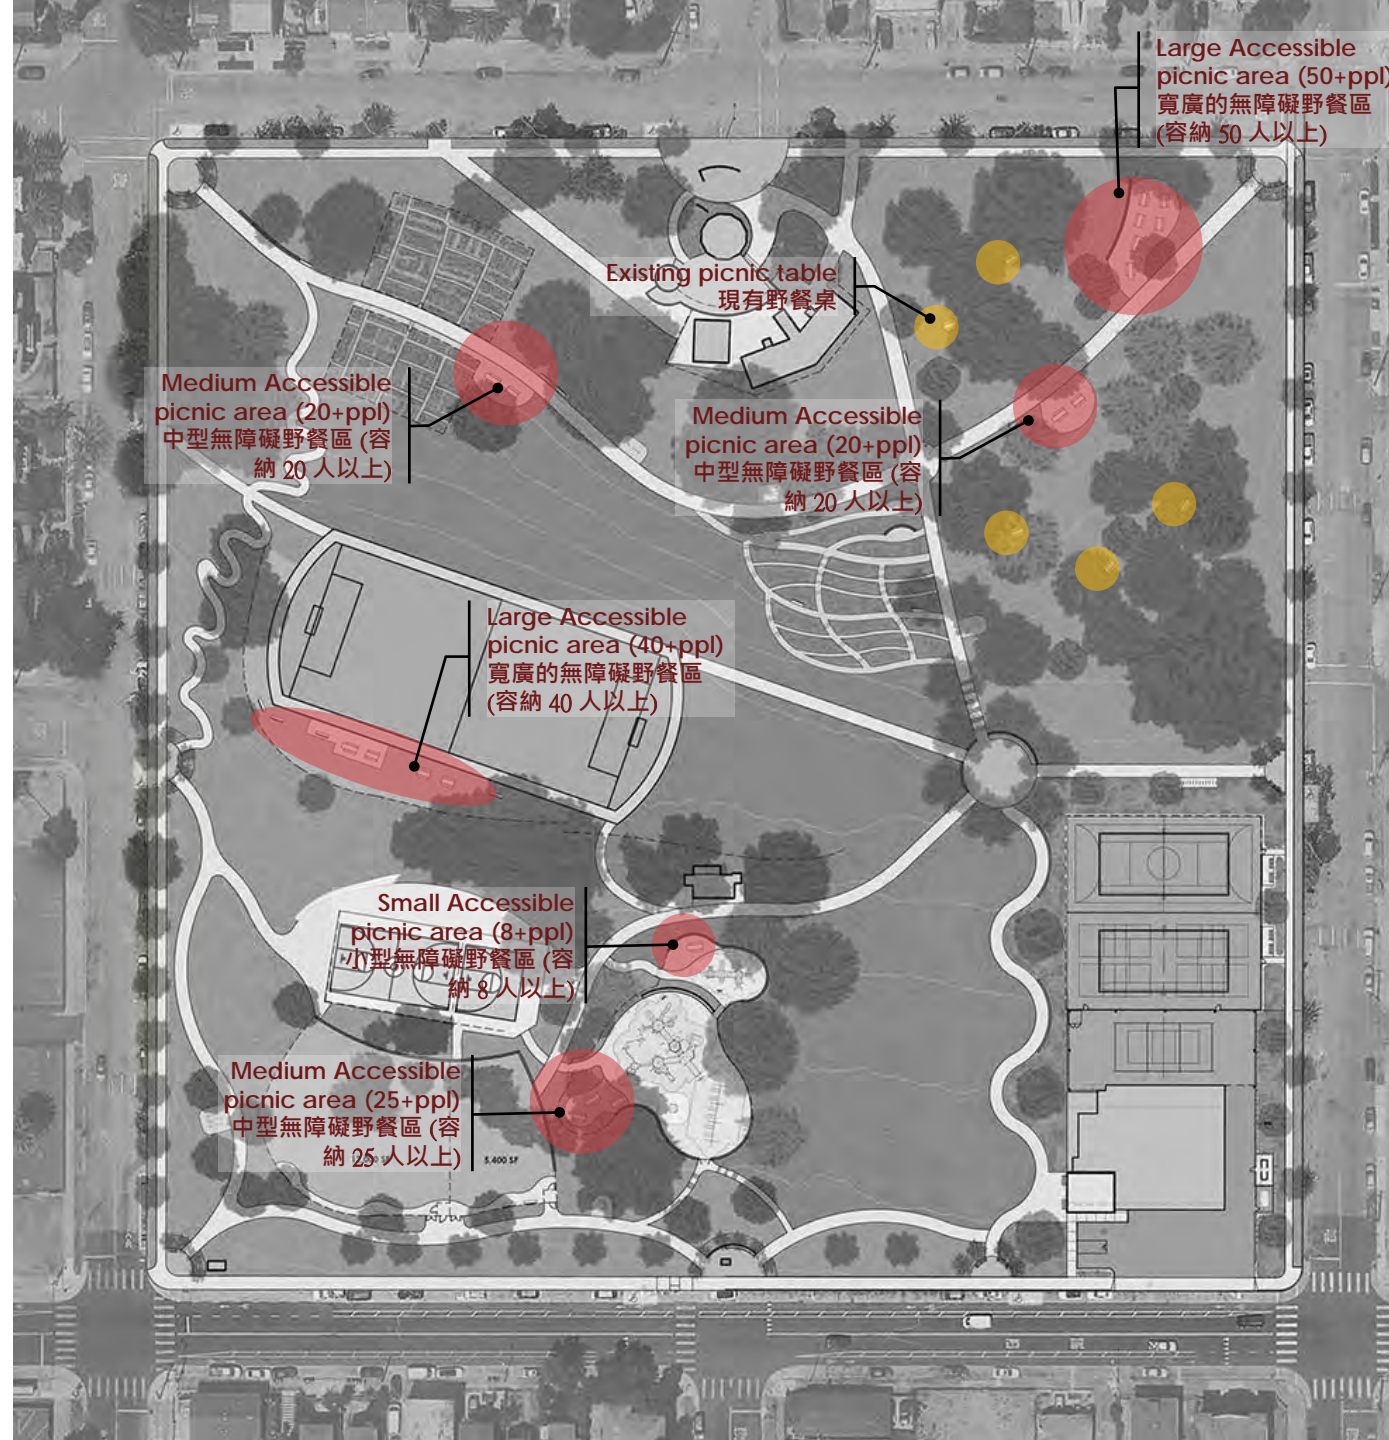 Large Accessible
picnic area (50+ppl)
寬廣的無障礙野餐區
(容納 50 人以上)
Existing picnic table
現有野餐桌
Medium Accessible
picnic area (20+ppl)
中型無障礙野餐區 (容
納 20 人以上)
Medium Accessible
picnic area (20+ppl)
中型無障礙野餐區 (容
納 20 人以上)
Large Accessible
picnic area (40+ppl)
寬廣的無障礙野餐區
(容納 40 人以上)
Small Accessible
picnic area (8+ppl)
小型無障礙野餐區 (容
納 8 人以上)
Medium Accessible
picnic area (25+ppl)
中型無障礙野餐區 (容
納 25 人以上)
5,400 SF